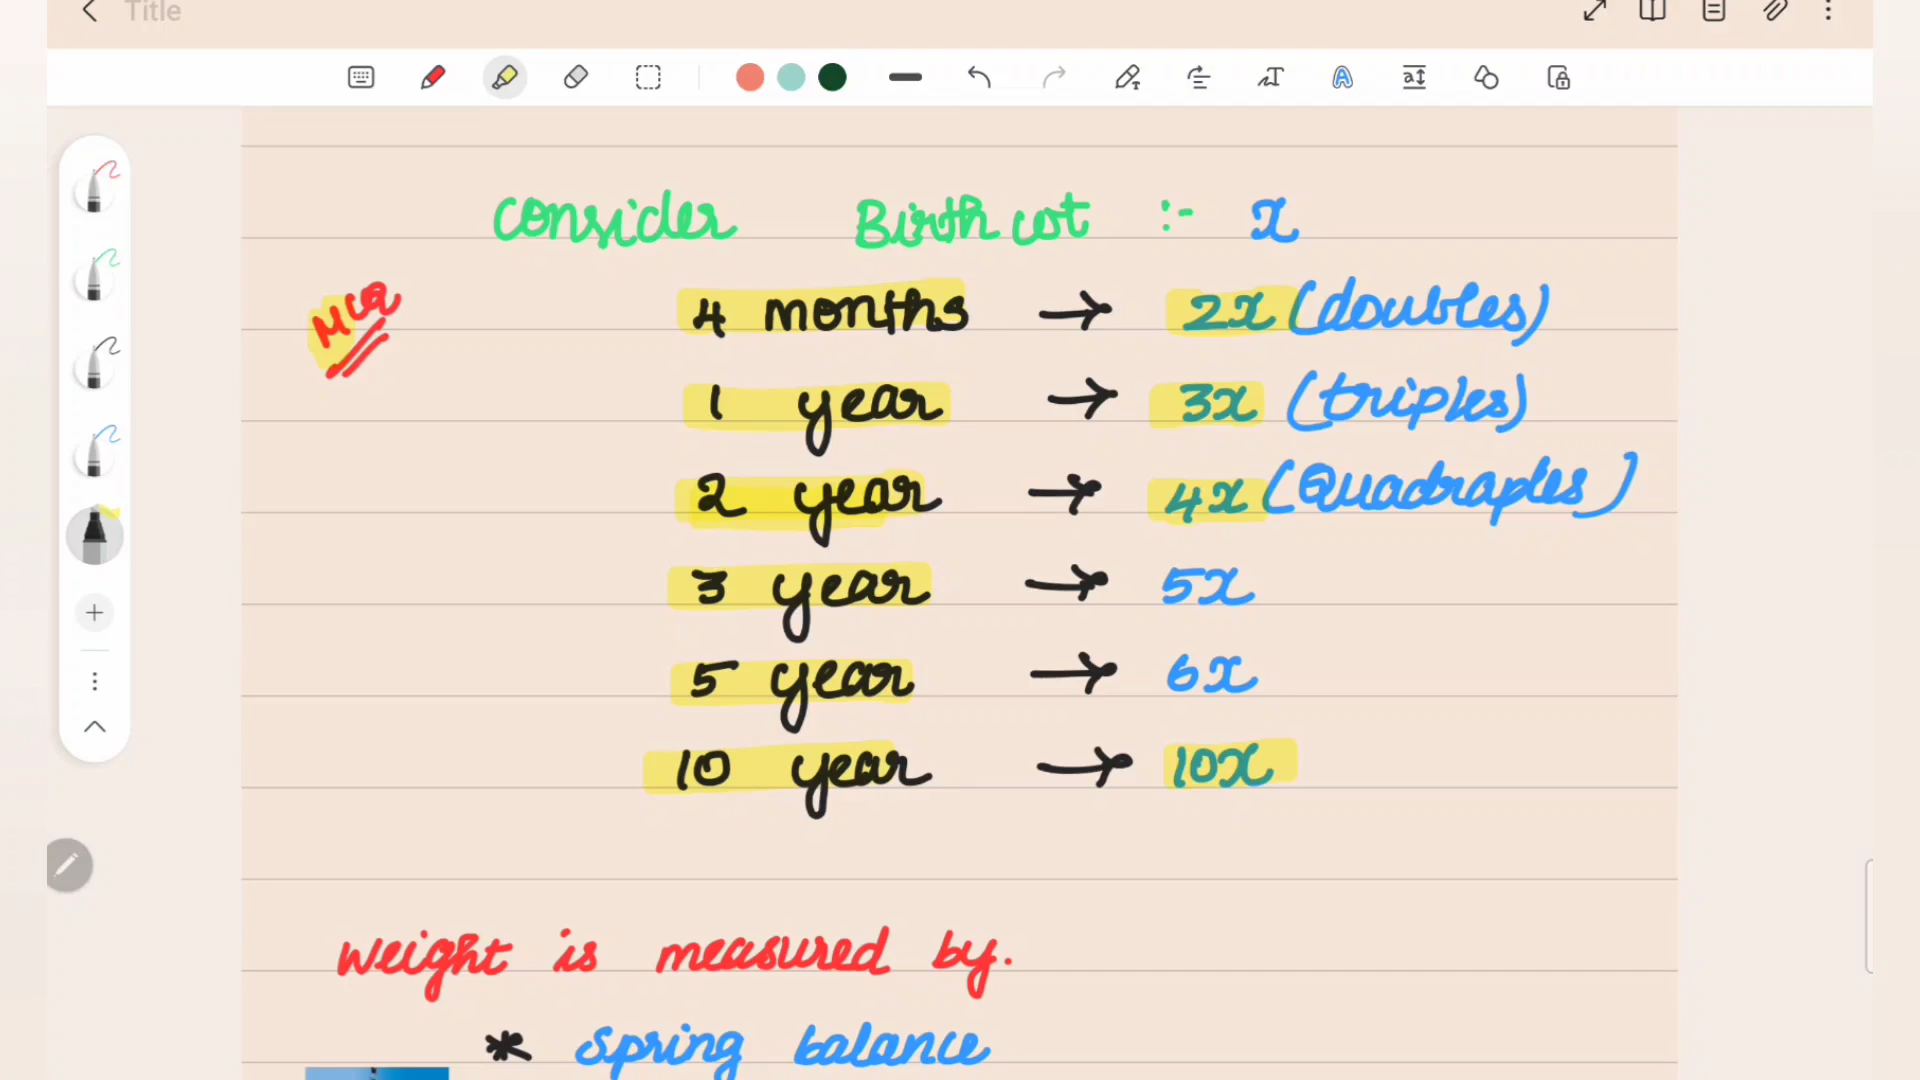 Title
Consider Birth wt :- x
MCQ
4 months → 2x (doubles)
1 year → 3x (triples)
2 year → 4x (Quadraples)
3 year → 5x
5 year → 6x
10 year → 10x
Weight is measured by.
* spring balance